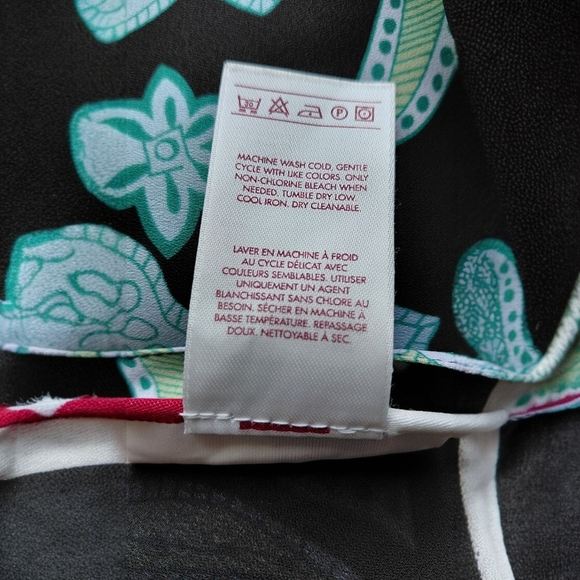 20
P
MACHINE WASH COLD, GENTLE
CYCLE WITH LIKE COLORS. ONLY
NON-CHLORINE BLEACH WHEN
NEEDED. TUMBLE DRY LOW
COOL IRON. DRY CLEANABLE.
LAVER EN MACHINE À FROID
AU CYCLE DÉLICAT AVEC
COULEURS SEMBLABLES. UTILISER
UNIQUEMENT UN AGENT
BLANCHISSANT SANS CHLORE AU
BESOIN. SÉCHER EN MACHINE À
BASSE TEMPÉRATURE. REPASSAGE
DOUX. NETTOYABLE À SEC.